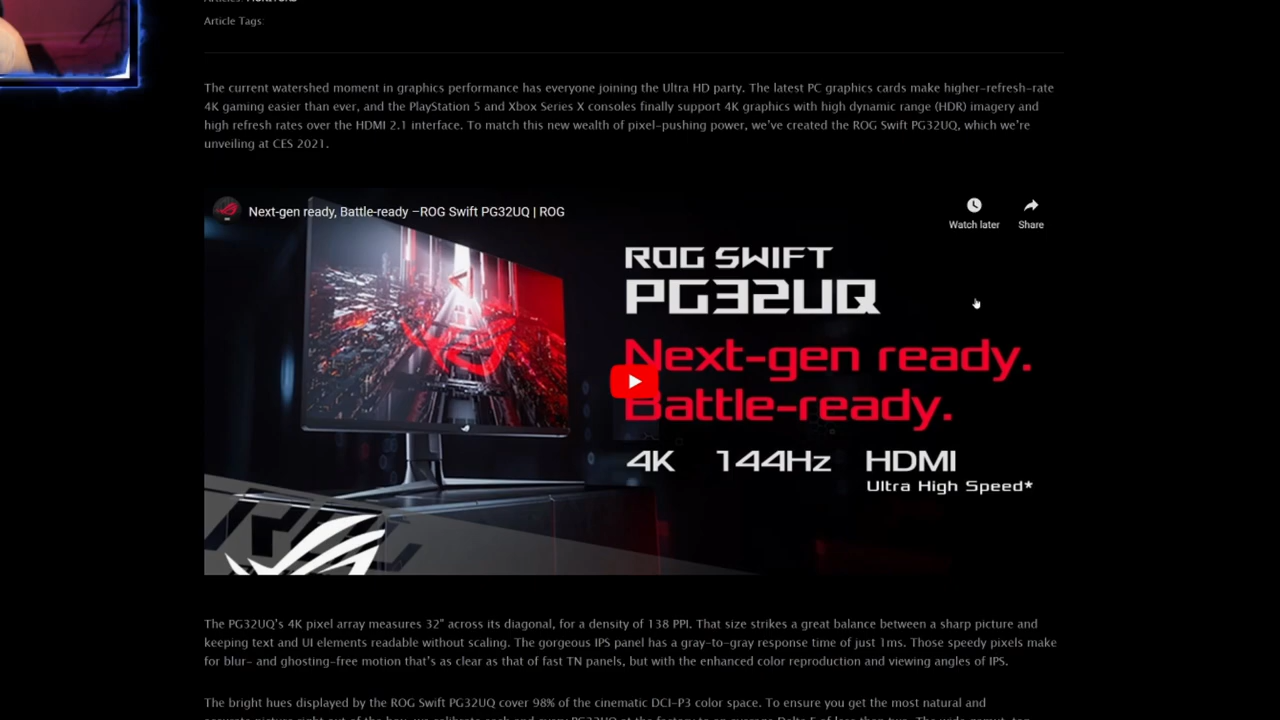 Article Tags:
The current watershed moment in graphics performance has everyone joining the Ultra HD party. The latest PC graphics cards make higher-refresh-rate
4K gaming easier than ever, and the PlayStation 5 and Xbox Series X consoles finally support 4K graphics with high dynamic range (HDR) imagery and
high refresh rates over the HDMI 2.1 interface. To match this new wealth of pixel-pushing power, we've created the ROG Swift PG32UQ, which we're
unveiling at CES 2021.
Next-gen ready, Battle-ready –ROG Swift PG32UQ | ROG
Watch later
Share
ROG SWIFT
PG32UQ
Next-gen ready.
Battle-ready.
4K 144Hz HDMI
Ultra High Speed*
The PG32UQ's 4K pixel array measures 32" across its diagonal, for a density of 138 PPI. That size strikes a great balance between a sharp picture and
keeping text and UI elements readable without scaling. The gorgeous IPS panel has a gray-to-gray response time of just 1ms. Those speedy pixels make
for blur- and ghosting-free motion that's as clear as that of fast TN panels, but with the enhanced color reproduction and viewing angles of IPS.
The bright hues displayed by the ROG Swift PG32UQ cover 98% of the cinematic DCI-P3 color space. To ensure you get the most natural and